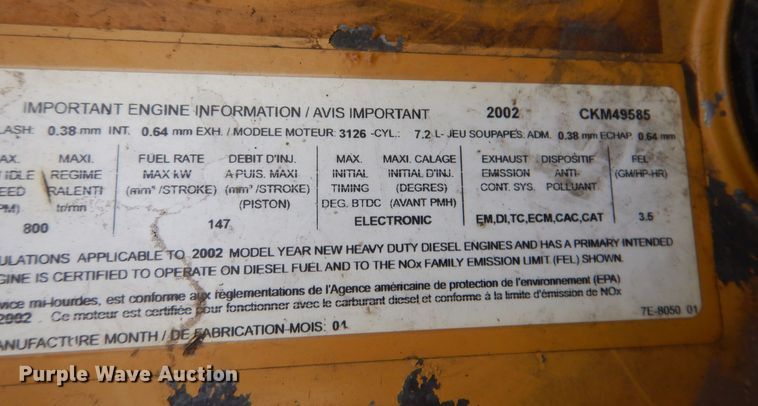 IMPORTANT ENGINE INFORMATION / AVIS IMPORTANT 2002 CKM49585
LASH: 0.38 mm INT. 0.64 mm EXH. / MODELE MOTEUR: 3126 -CYL.: 7.2 L- JEU SOUPAPES. ADM. 0.38 mm ECHAP. 0.64 mm
AX. MAXI. FUEL RATE DEBIT D'INJ. MAX. MAXI. CALAGE EXHAUST DISPOSITIF FEL
IDLE REGIME MAX kW A PUIS. MAXI INITIAL INITIAL D'INJ. EMISSION ANTI- (GM/HP-HR)
EED RALENTI (mm³ /STROKE) (mm³ /STROKE) TIMING (DEGRES) CONT. SYS. POLLUANT.
PM) tr/mn (PISTON) DEG. BTDC (AVANT PMH)
800 147 ELECTRONIC EM,DI,TC,ECM,CAC,CAT 3.5
ULATIONS APPLICABLE TO 2002 MODEL YEAR NEW HEAVY DUTY DIESEL ENGINES AND HAS A PRIMARY INTENDED
GINE IS CERTIFIED TO OPERATE ON DIESEL FUEL AND TO THE NOx FAMILY EMISSION LIMIT (FEL) SHOWN.
vice mi-lourdes, est conforme aux réglementations de l'Agence américaine de protection de l'environnement (EPA)
2002 Ce moteur est certifiée pour fonctionner avec le carburant diesel et conforme à la limite d'émission de NOx
7E-8050 01
ANUFACTURE MONTH / DE FABRICATION-MOIS: 01
Purple Wave Auction